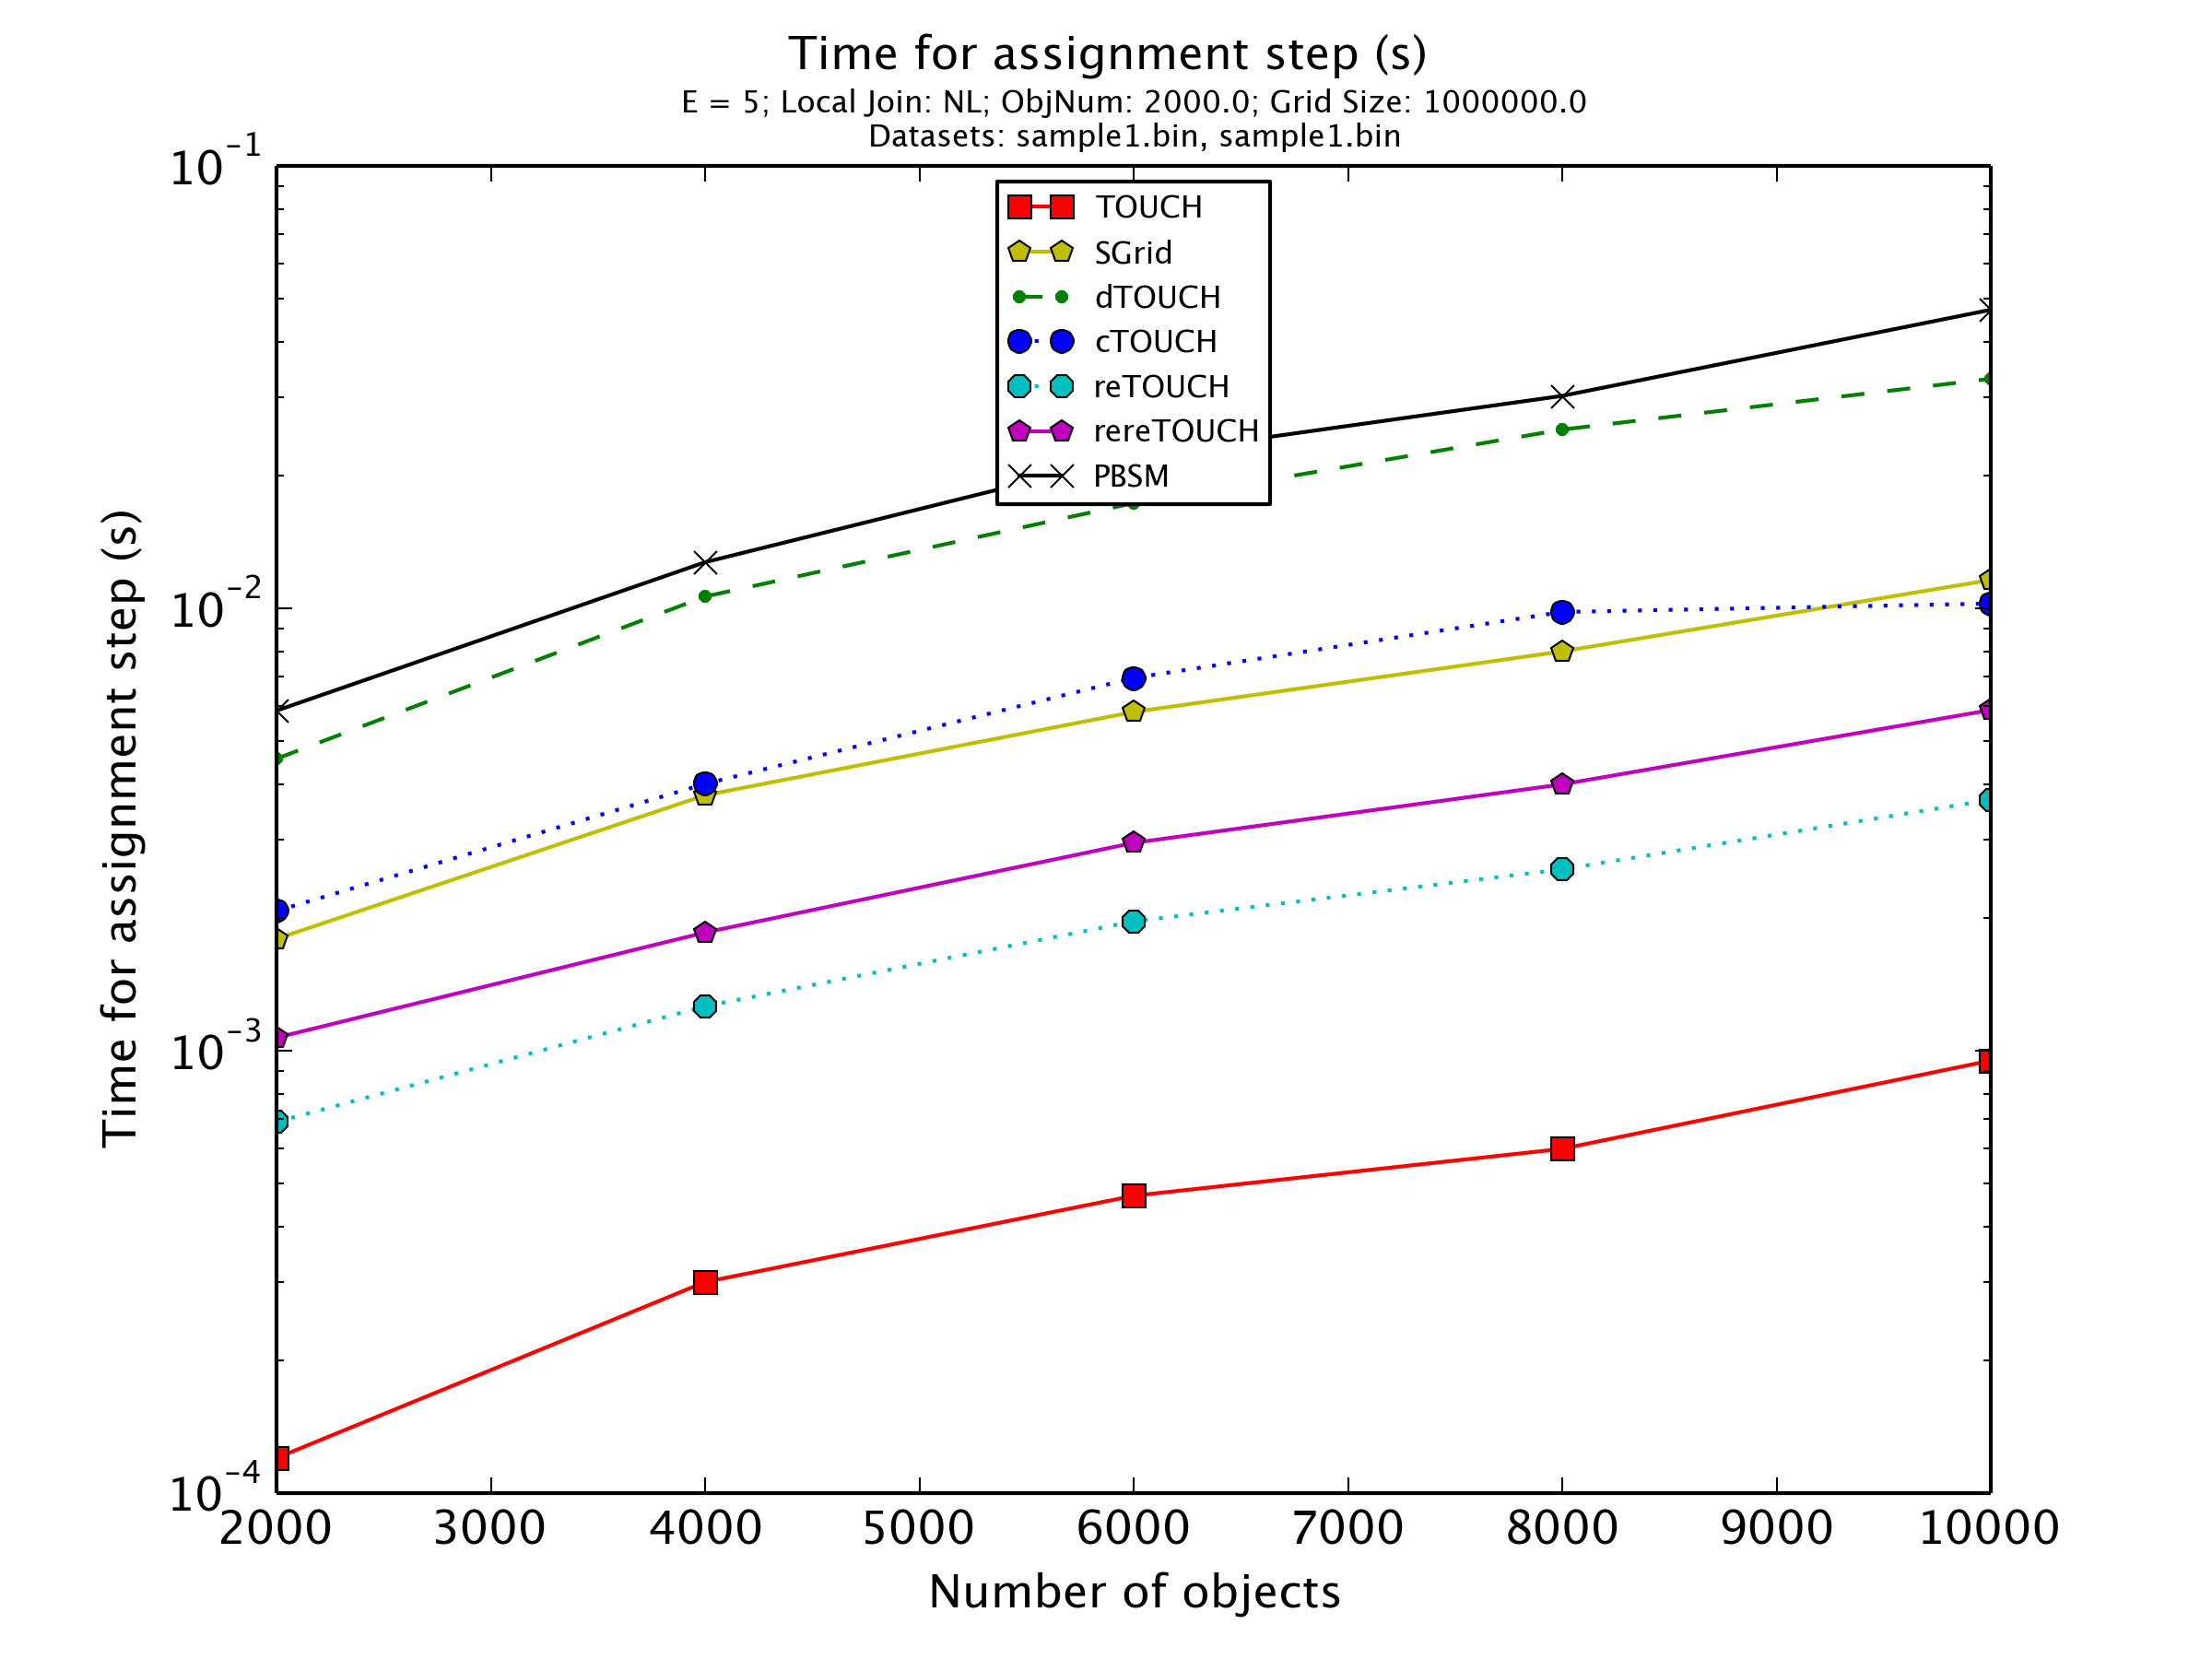 Time for assignment step (s)
E = 5; Local Join: NL; ObjNum: 2000.0; Grid Size: 1000000.0
Datasets: sample1.bin, sample1.bin
TOUCH
SGrid
dTOUCH
cTOUCH
reTOUCH
rereTOUCH
PBSM
Time for assignment step (s)
10^-1
10^-2
10^-3
10^-4
2000 3000 4000 5000 6000 7000 8000 9000 10000
Number of objects